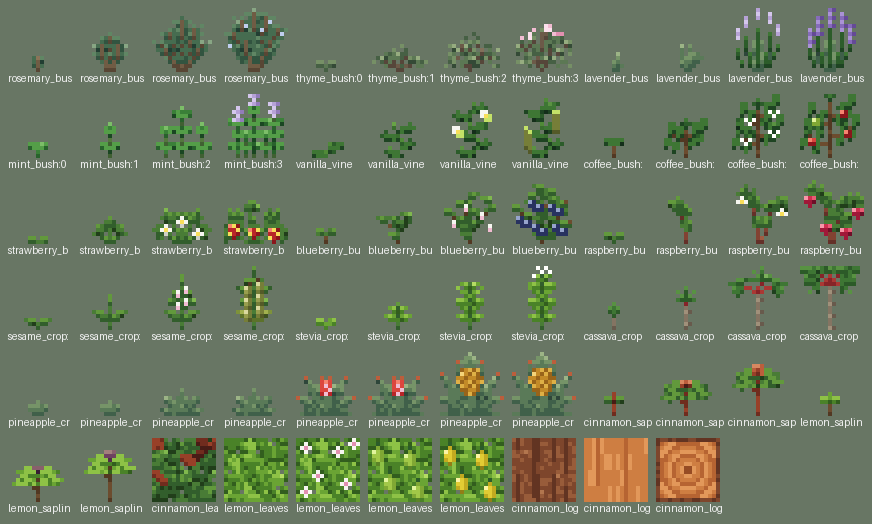 rosemary_bus rosemary_bus rosemary_bus rosemary_bus thyme_bush:0 thyme_bush:1 thyme_bush:2 thyme_bush:3 lavender_bus lavender_bus lavender_bus lavender_bus
mint_bush:0 mint_bush:1 mint_bush:2 mint_bush:3 vanilla_vine vanilla_vine vanilla_vine vanilla_vine coffee_bush: coffee_bush: coffee_bush: coffee_bush:
strawberry_b strawberry_b strawberry_b strawberry_b blueberry_bu blueberry_bu blueberry_bu blueberry_bu raspberry_bu raspberry_bu raspberry_bu raspberry_bu
sesame_crop: sesame_crop: sesame_crop: sesame_crop: stevia_crop: stevia_crop: stevia_crop: stevia_crop: cassava_crop cassava_crop cassava_crop cassava_crop
pineapple_cr pineapple_cr pineapple_cr pineapple_cr pineapple_cr pineapple_cr pineapple_cr pineapple_cr cinnamon_sap cinnamon_sap cinnamon_sap lemon_saplin
lemon_saplin lemon_saplin cinnamon_lea lemon_leaves lemon_leaves lemon_leaves lemon_leaves cinnamon_log cinnamon_log cinnamon_log